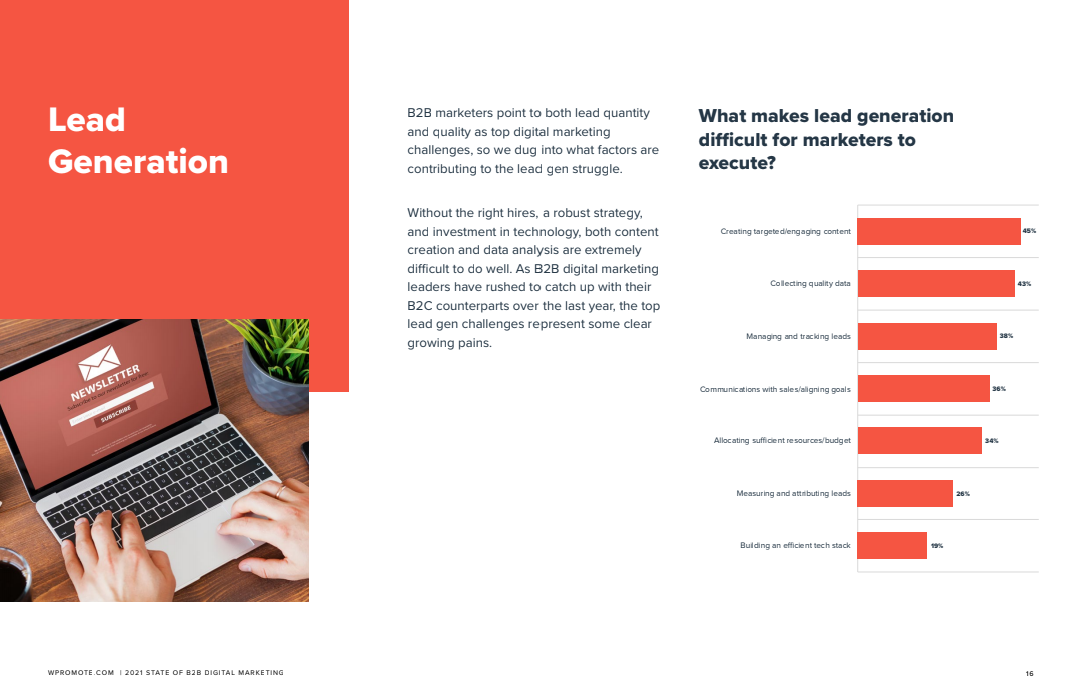 Lead
Generation
NEWSLETTER
Subscribe to our newsletter for free
SUBSCRIBE
B2B marketers point to both lead quantity
and quality as top digital marketing
challenges, so we dug into what factors are
contributing to the lead gen struggle.
Without the right hires, a robust strategy,
and investment in technology, both content
creation and data analysis are extremely
difficult to do well. As B2B digital marketing
leaders have rushed to catch up with their
B2C counterparts over the last year, the top
lead gen challenges represent some clear
growing pains.
What makes lead generation
difficult for marketers to
execute?
Creating targeted/engaging content 45%
Collecting quality data 43%
Managing and tracking leads 38%
Communications with sales/aligning goals 36%
Allocating sufficient resources/budget 34%
Measuring and attributing leads 26%
Building an efficient tech stack 19%
WPROMOTE.COM | 2021 STATE OF B2B DIGITAL MARKETING
16